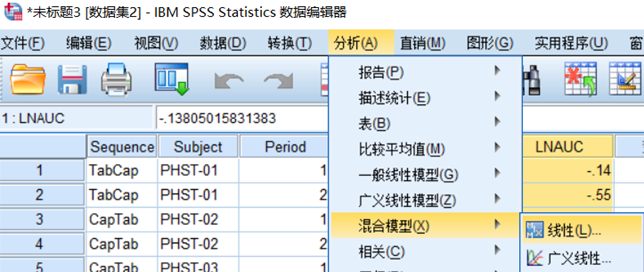 *未标题3 [数据集2] - IBM SPSS Statistics 数据编辑器
文件(F) 编辑(E) 视图(V) 数据(D) 转换(T) 分析(A) 直销(M) 图形(G) 实用程序(U) 窗
1 : LNAUC -.13805015831383
报告(P)
描述统计(E)
表(B)
比较平均值(M)
一般线性模型(G)
广义线性模型(Z)
混合模型(X)
相关(C)
线性(L)...
广义线性...
Sequence Subject Period LNAUC
1 TabCap PHST-01 1 -.14
2 TabCap PHST-01 2 -.55
3 CapTab PHST-02 1
4 CapTab PHST-02 2
5 CapTab PHST-03 1